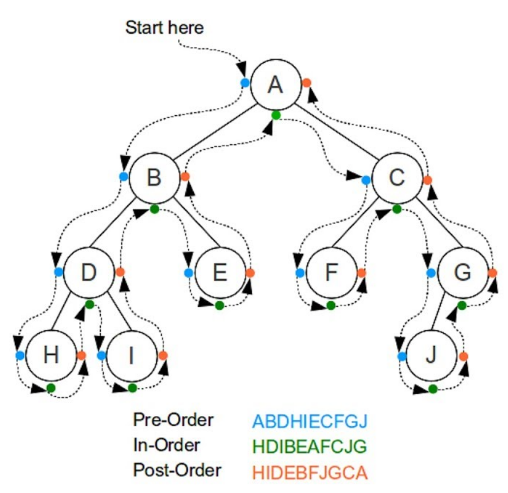 Start here
A
B
C
D
E
F
G
H
I
J
Pre-Order ABDHIECFGJ
In-Order HDIBEAFCJG
Post-Order HIDEBFJGCA